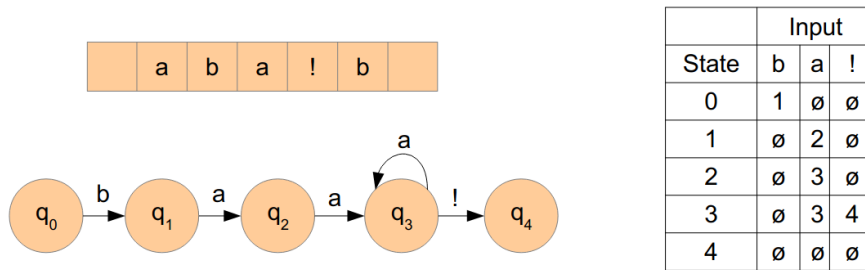 a b a ! b
a
b a a !
q0 q1 q2 q3 q4
Input
State b a !
0 1 ø ø
1 ø 2 ø
2 ø 3 ø
3 ø 3 4
4 ø ø ø